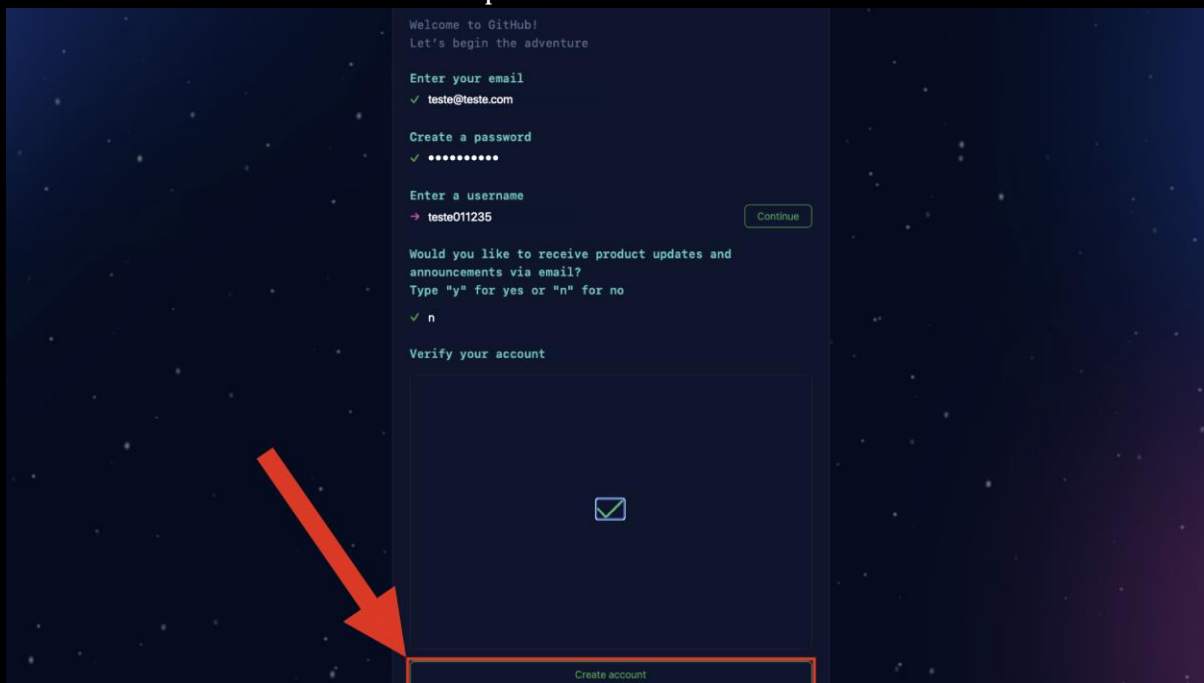 Welcome to GitHub!
Let's begin the adventure
Enter your email
teste@teste.com
Create a password
••••••••••
Enter a username
teste011235
Continue
Would you like to receive product updates and
announcements via email?
Type "y" for yes or "n" for no
n
Verify your account
Create account